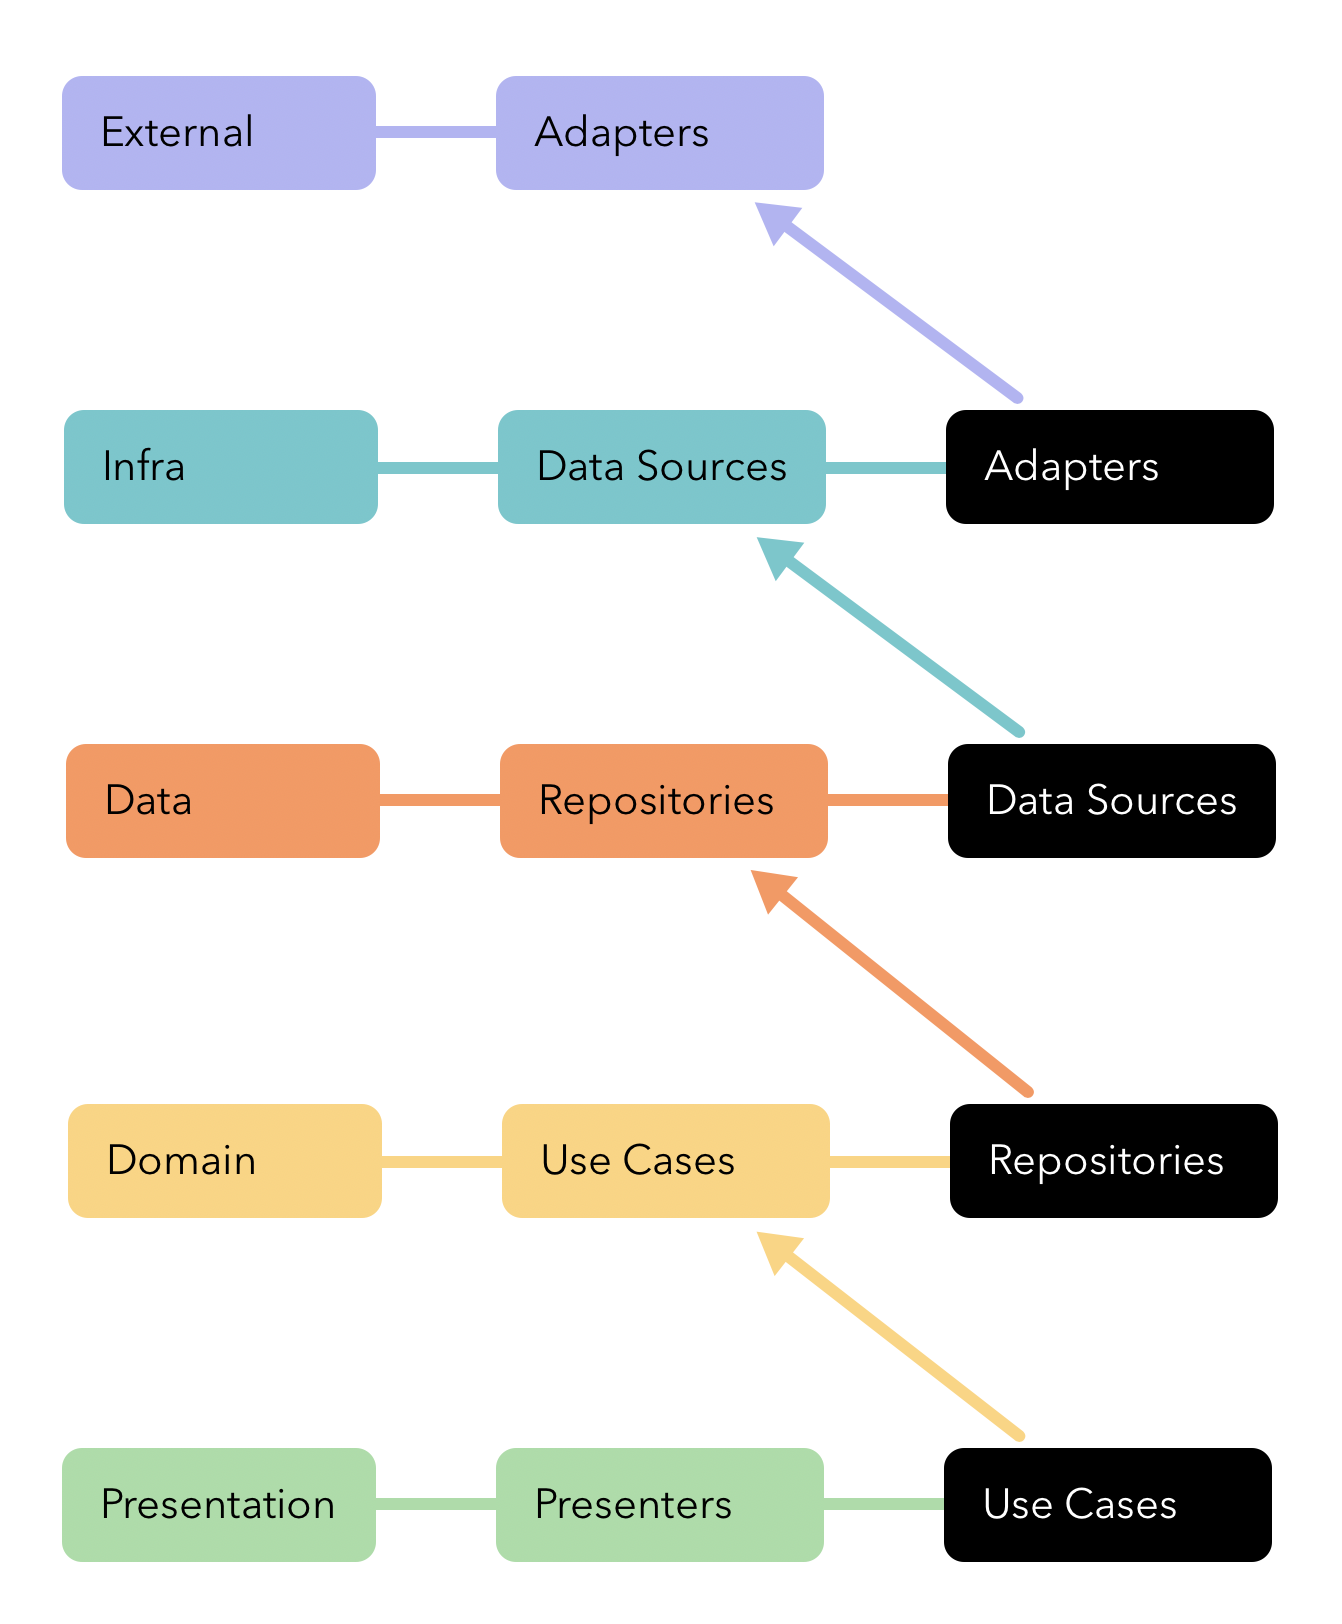 External
Adapters
Infra
Data Sources
Adapters
Data
Repositories
Data Sources
Domain
Use Cases
Repositories
Presentation
Presenters
Use Cases